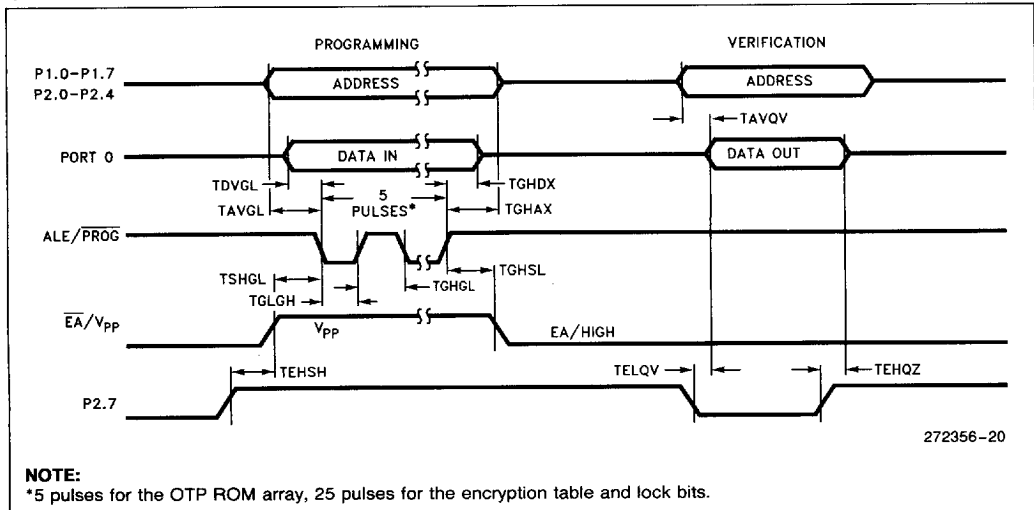 PROGRAMMING VERIFICATION
P1.0–P1.7
P2.0–P2.4
ADDRESS ADDRESS
TAVQV
PORT 0 DATA IN DATA OUT
TDVGL 5 TGHDX
TAVGL PULSES* TGHAX
ALE/PROG
TSHGL TGHSL
TGLGH TGHGL
EA/VPP VPP EA/HIGH
TEHSH TELQV TEHQZ
P2.7
272356–20
NOTE:
*5 pulses for the OTP ROM array, 25 pulses for the encryption table and lock bits.